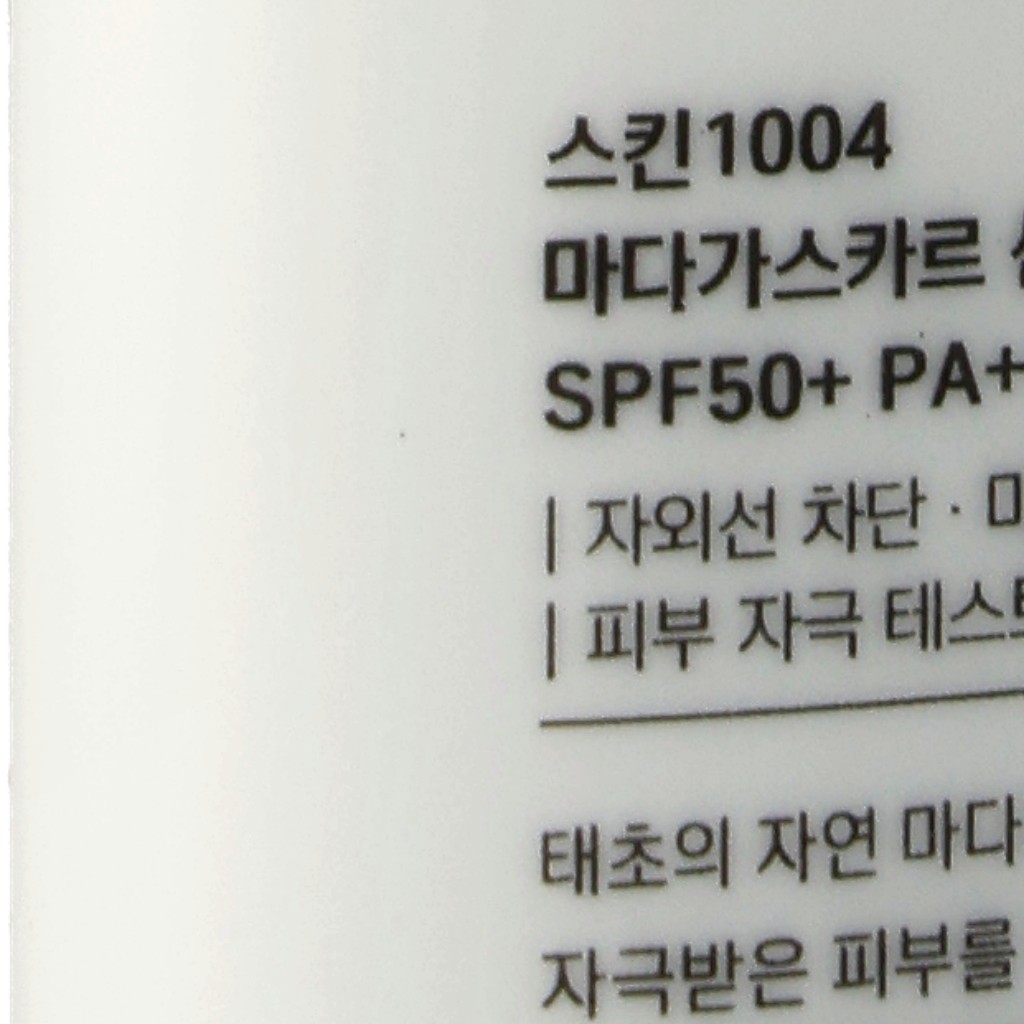 스킨1004
마다가스카르
SPF50+ PA+
| 자외선 차단 ·
| 피부 자극 테스트
태초의 자연 마다
자극받은 피부를